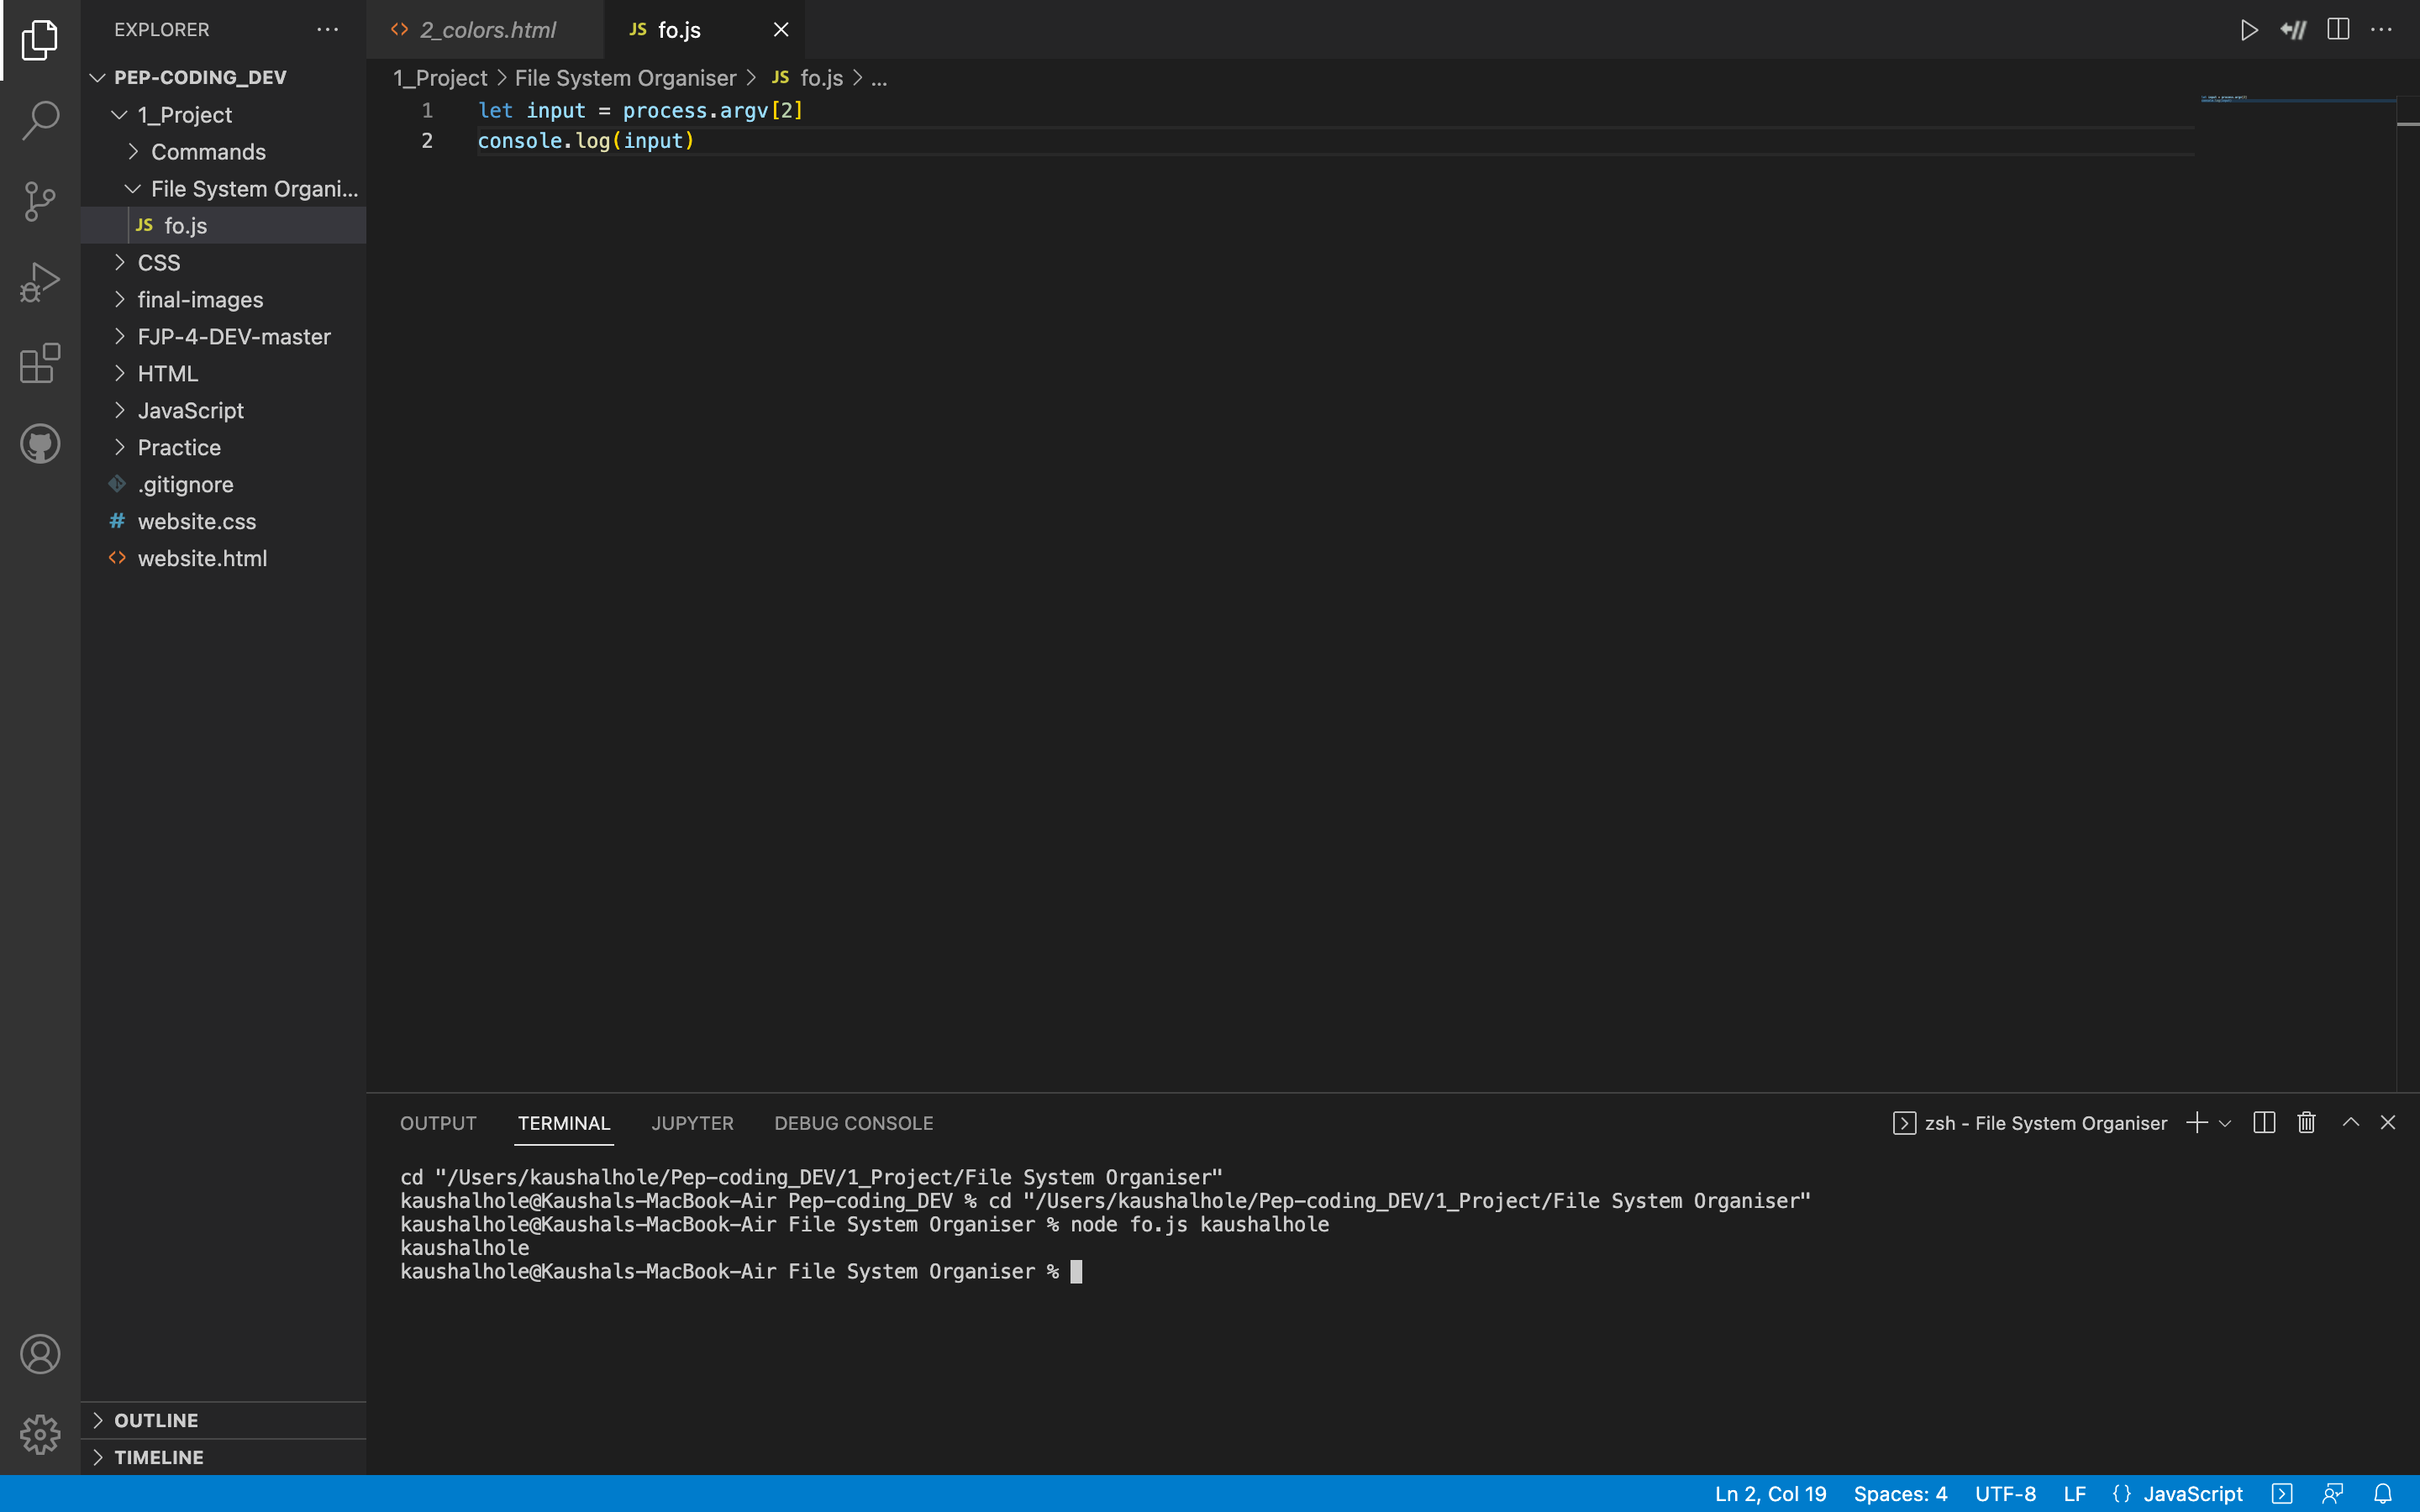 EXPLORER
PEP-CODING_DEV
1_Project
Commands
File System Organi...
JS fo.js
CSS
final-images
FJP-4-DEV-master
HTML
JavaScript
Practice
.gitignore
# website.css
<> website.html
OUTLINE
TIMELINE
<> 2_colors.html
JS fo.js
1_Project > File System Organiser > JS fo.js > ...
1 let input = process.argv[2]
2 console.log(input)
OUTPUT TERMINAL JUPYTER DEBUG CONSOLE
zsh - File System Organiser
cd "/Users/kaushalhole/Pep-coding_DEV/1_Project/File System Organiser"
kaushalhole@Kaushals-MacBook-Air Pep-coding_DEV % cd "/Users/kaushalhole/Pep-coding_DEV/1_Project/File System Organiser"
kaushalhole@Kaushals-MacBook-Air File System Organiser % node fo.js kaushalhole
kaushalhole
kaushalhole@Kaushals-MacBook-Air File System Organiser %
Ln 2, Col 19 Spaces: 4 UTF-8 LF {} JavaScript